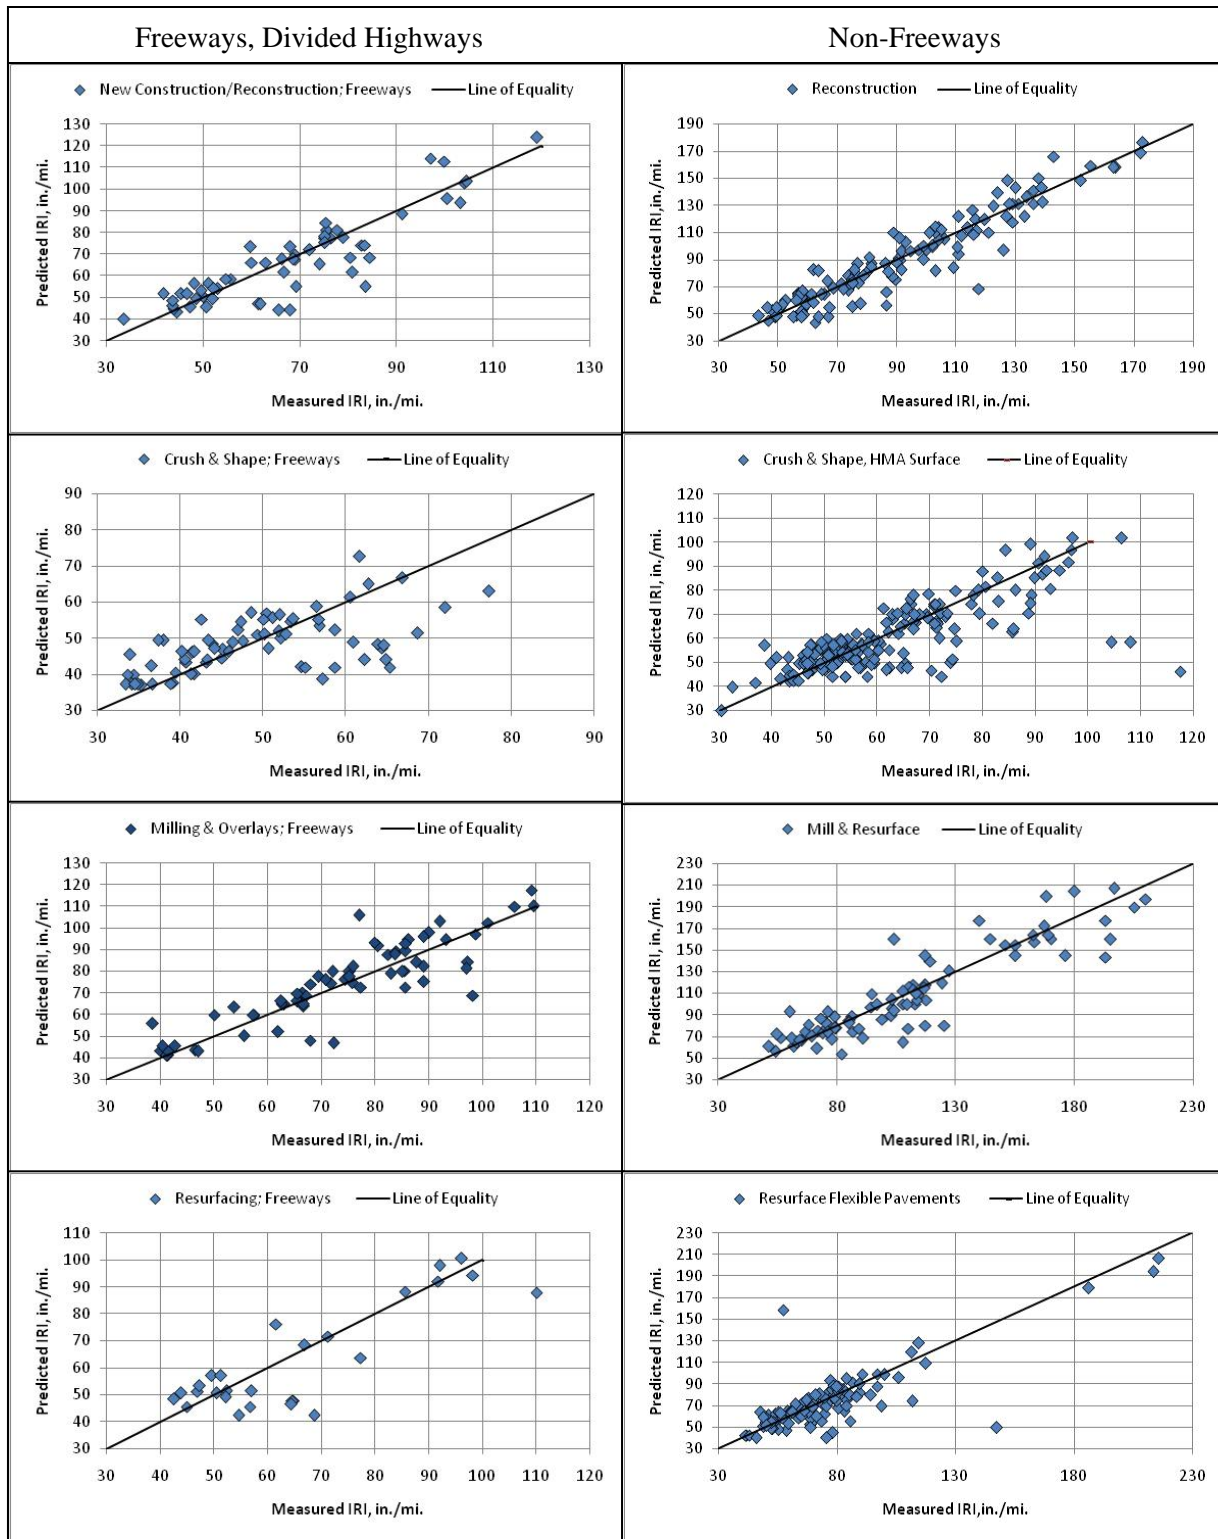 Freeways, Divided Highways
Non-Freeways
New Construction/Reconstruction; Freeways Line of Equality
130
120
110
100
90
80
70
60
50
40
30
Predicted IRI, in./mi.
30 50 70 90 110 130
Measured IRI, in./mi.
Reconstruction Line of Equality
190
170
150
130
110
90
70
50
30
Predicted IRI,in./mi.
30 50 70 90 110 130 150 170 190
Measured IRI, in./mi.
Crush & Shape; Freeways Line of Equality
90
80
70
60
50
40
30
Predicted IRI, in./mi.
30 40 50 60 70 80 90
Measured IRI, in./mi.
Crush & Shape, HMA Surface Line of Equality
120
110
100
90
80
70
60
50
40
30
Predicted IRI, in./mi.
30 40 50 60 70 80 90 100 110 120
Measured IRI, in./mi.
Milling & Overlays; Freeways Line of Equality
130
120
110
100
90
80
70
60
50
40
30
Predicted IRI, in./mi.
30 40 50 60 70 80 90 100 110 120
Measured IRI, in./mi.
Mill & Resurface Line of Equality
230
210
190
170
150
130
110
90
70
50
30
Predicted IRI, in./mi.
30 80 130 180 230
Measured IRI, in./mi.
Resurfacing; Freeways Line of Equality
110
100
90
80
70
60
50
40
30
Predicted IRI, in./mi.
30 40 50 60 70 80 90 100 110 120
Measured IRI, in./mi.
Resurface Flexible Pavements Line of Equality
230
210
190
170
150
130
110
90
70
50
30
Predicted IRI, in./mi.
30 80 130 180 230
Measured IRI,in./mi.